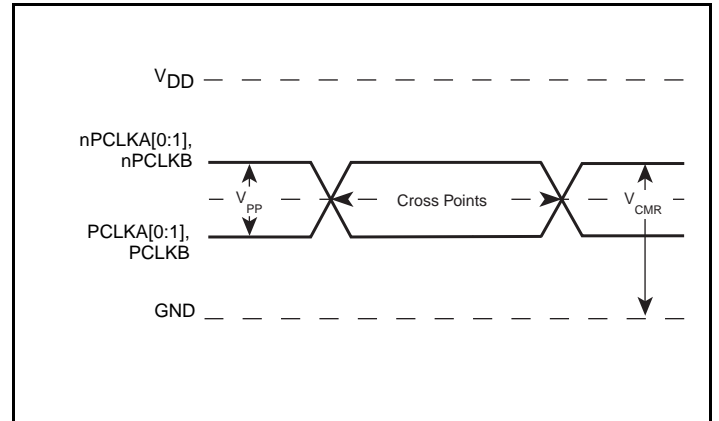 VDD
nPCLKA[0:1],
nPCLKB
VPP
Cross Points
VCMR
PCLKA[0:1],
PCLKB
GND